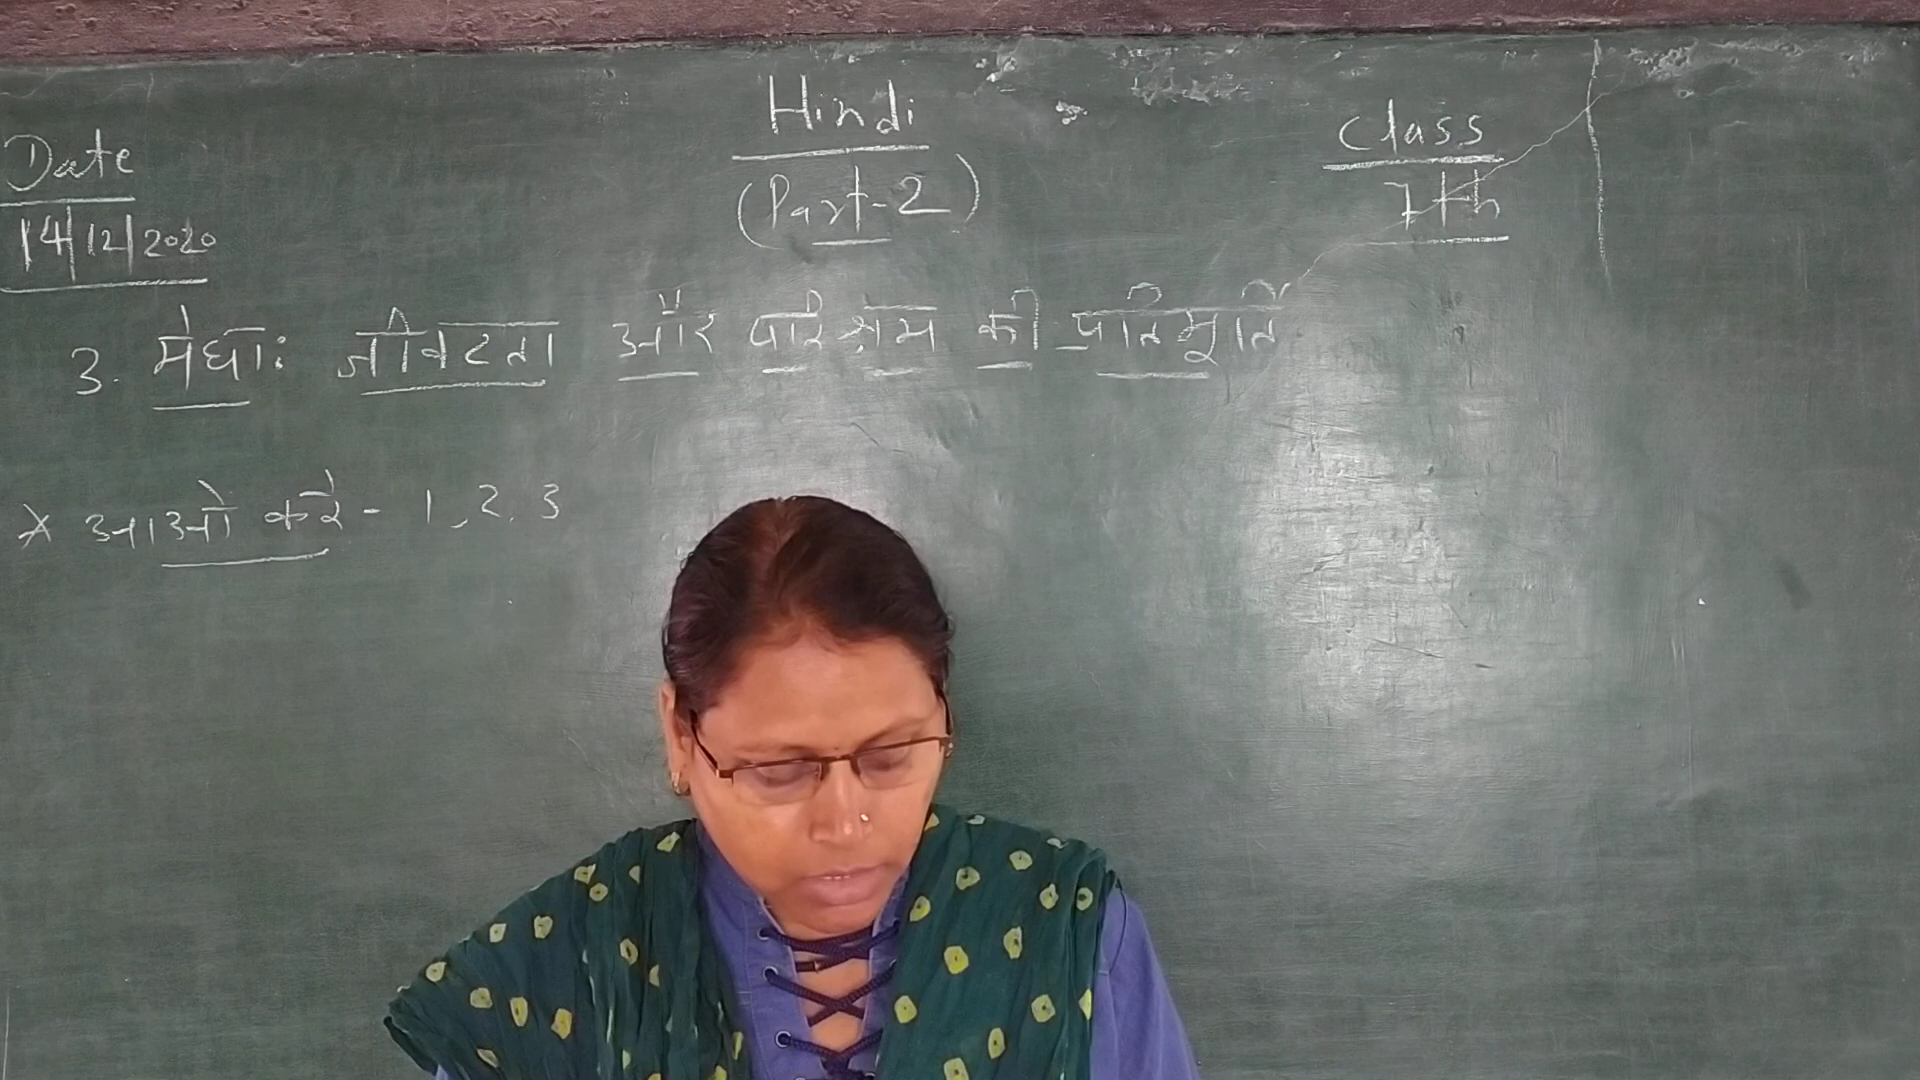 Hindi
(Part-2)
Class
7th
Date
14/12/2020
3. मेधा: जीवटता और परिश्रम की प्रतिमूर्ति
* आओ करें - 1, 2, 3